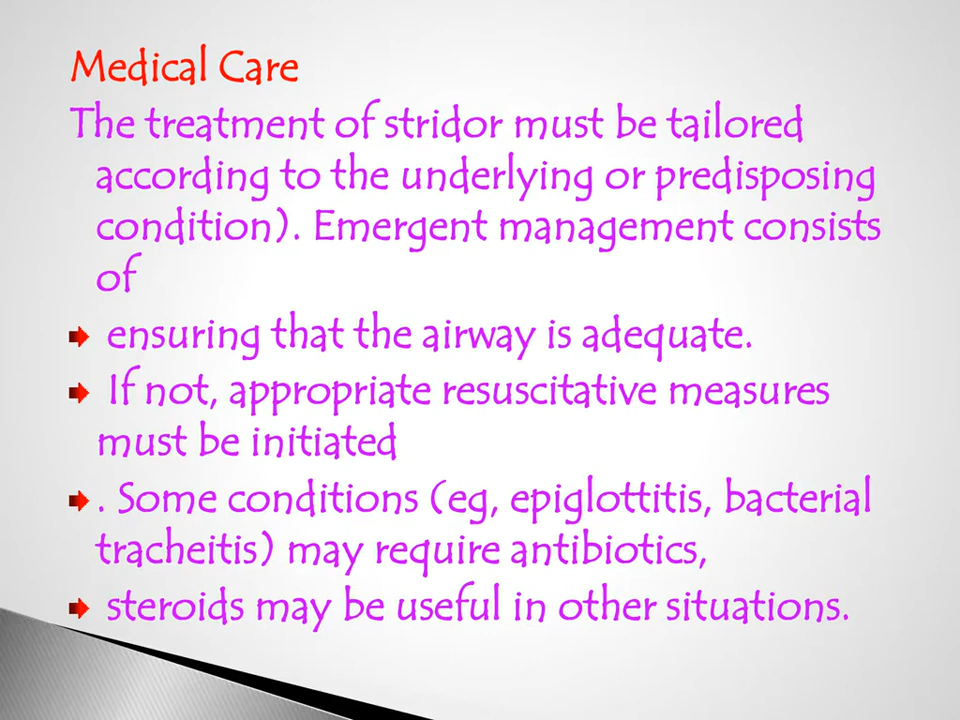 Medical Care
The treatment of stridor must be tailored
according to the underlying or predisposing
condition). Emergent management consists
of
ensuring that the airway is adequate.
If not, appropriate resuscitative measures
must be initiated
. Some conditions (eg, epiglottitis, bacterial
tracheitis) may require antibiotics,
steroids may be useful in other situations.